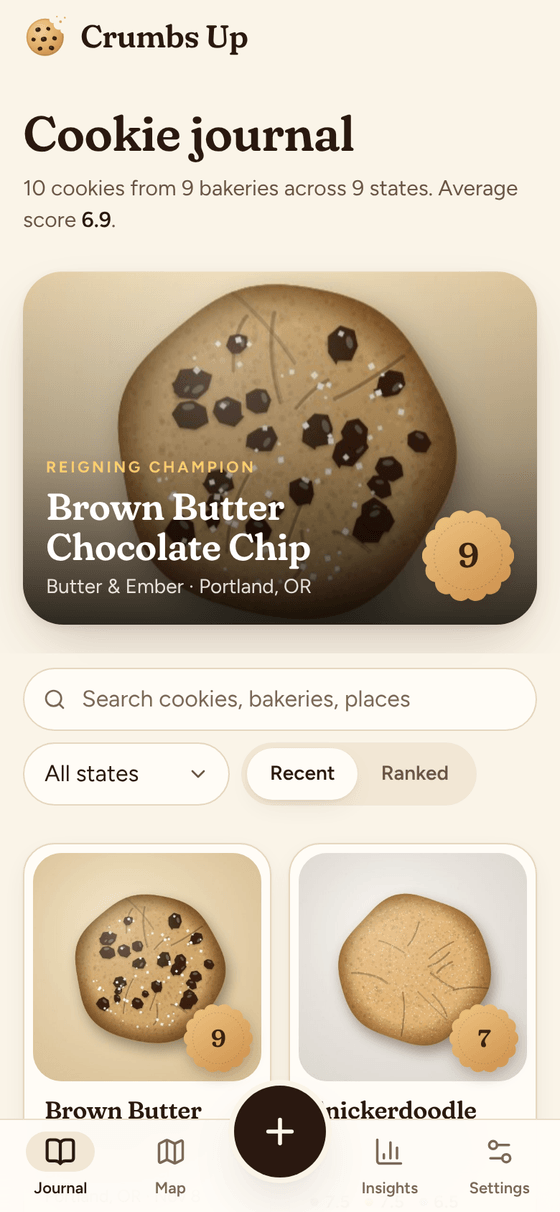 Crumbs Up
Cookie journal
10 cookies from 9 bakeries across 9 states. Average
score 6.9.
REIGNING CHAMPION
Brown Butter
Chocolate Chip
Butter & Ember · Portland, OR
9
Search cookies, bakeries, places
All states
Recent
Ranked
9
7
Brown Butter
nickerdoodle
Journal
Map
Insights
Settings